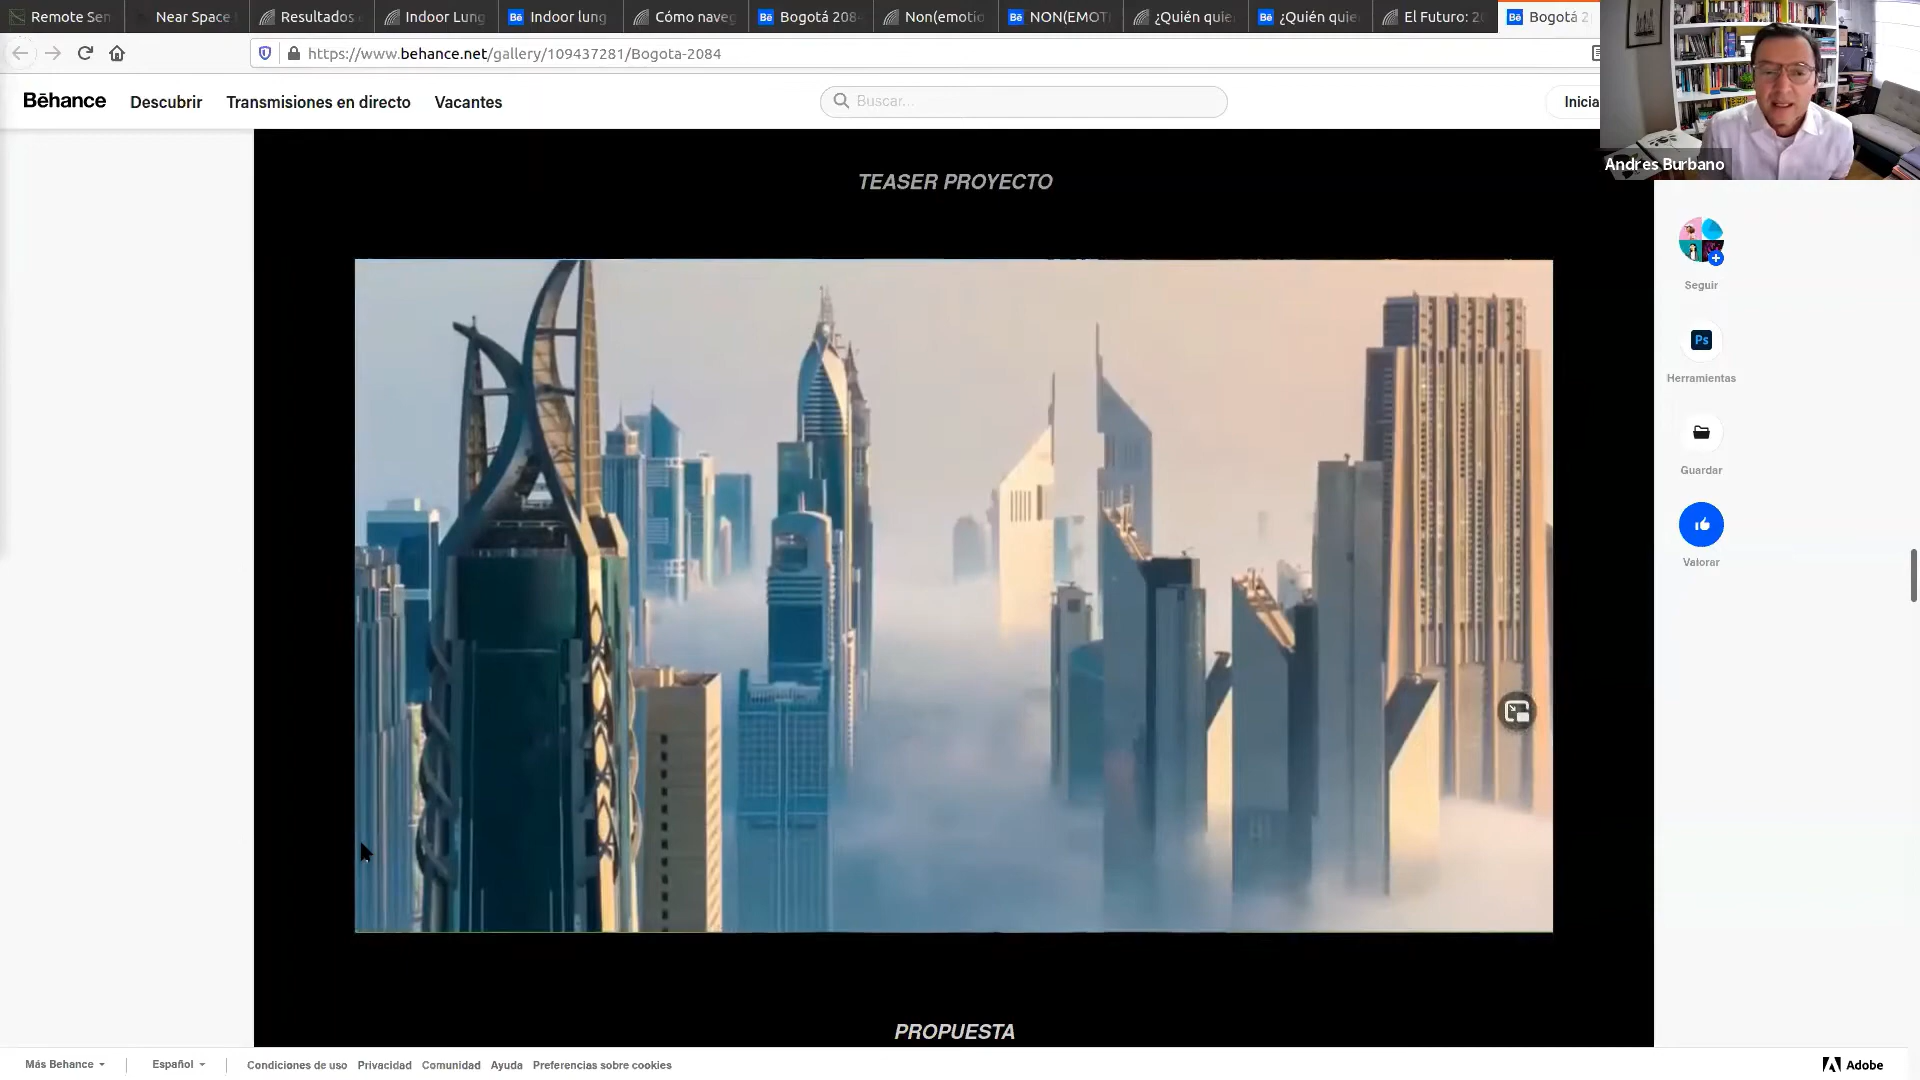 Remote Sen
Near Space
Resultados
Indoor Lung
Indoor lung
Cómo naveg
Bogotá 208
Non(emotio
NON(EMOT
¿Quién quie
¿Quién quie
El Futuro: 20
Bogotá 2
https://www.behance.net/gallery/109437281/Bogota-2084
Bēhance
Descubrir
Transmisiones en directo
Vacantes
Buscar...
Inicia
Andres Burbano
TEASER PROYECTO
Seguir
Ps
Herramientas
Guardar
Valorar
PROPUESTA
Más Behance
Español
Condiciones de uso
Privacidad
Comunidad
Ayuda
Preferencias sobre cookies
Adobe